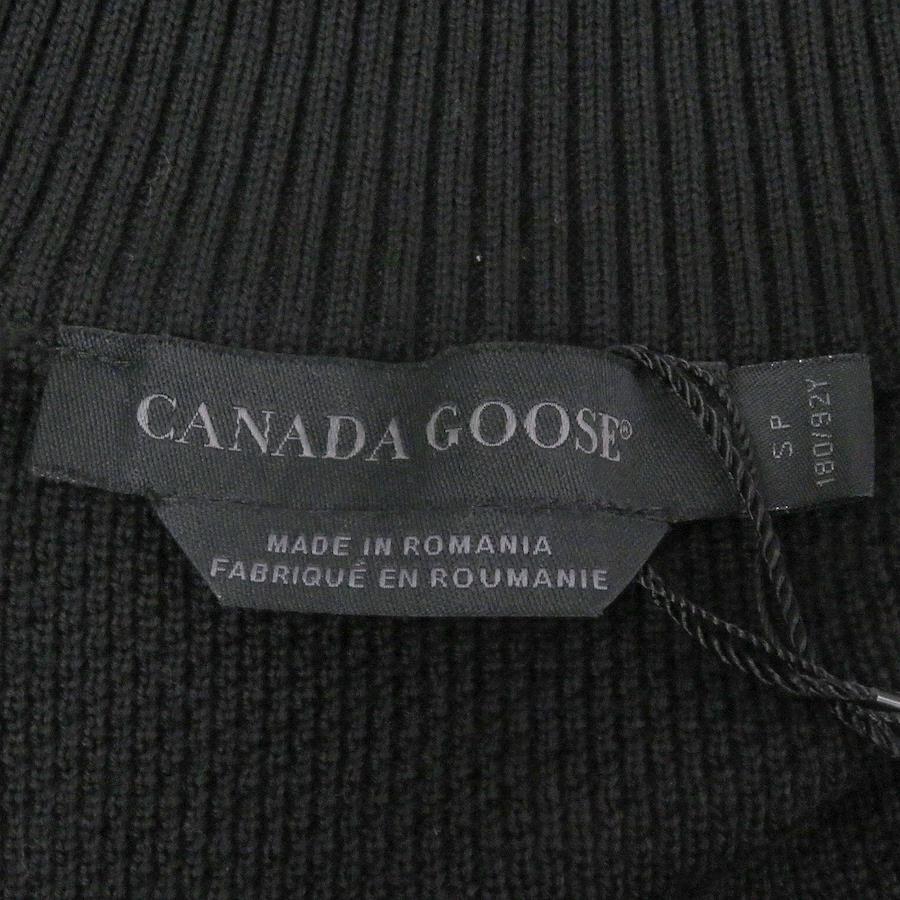 CANADA GOOSE®
MADE IN ROMANIA
FABRIQUÉ EN ROUMANIE
S P
180/92Y